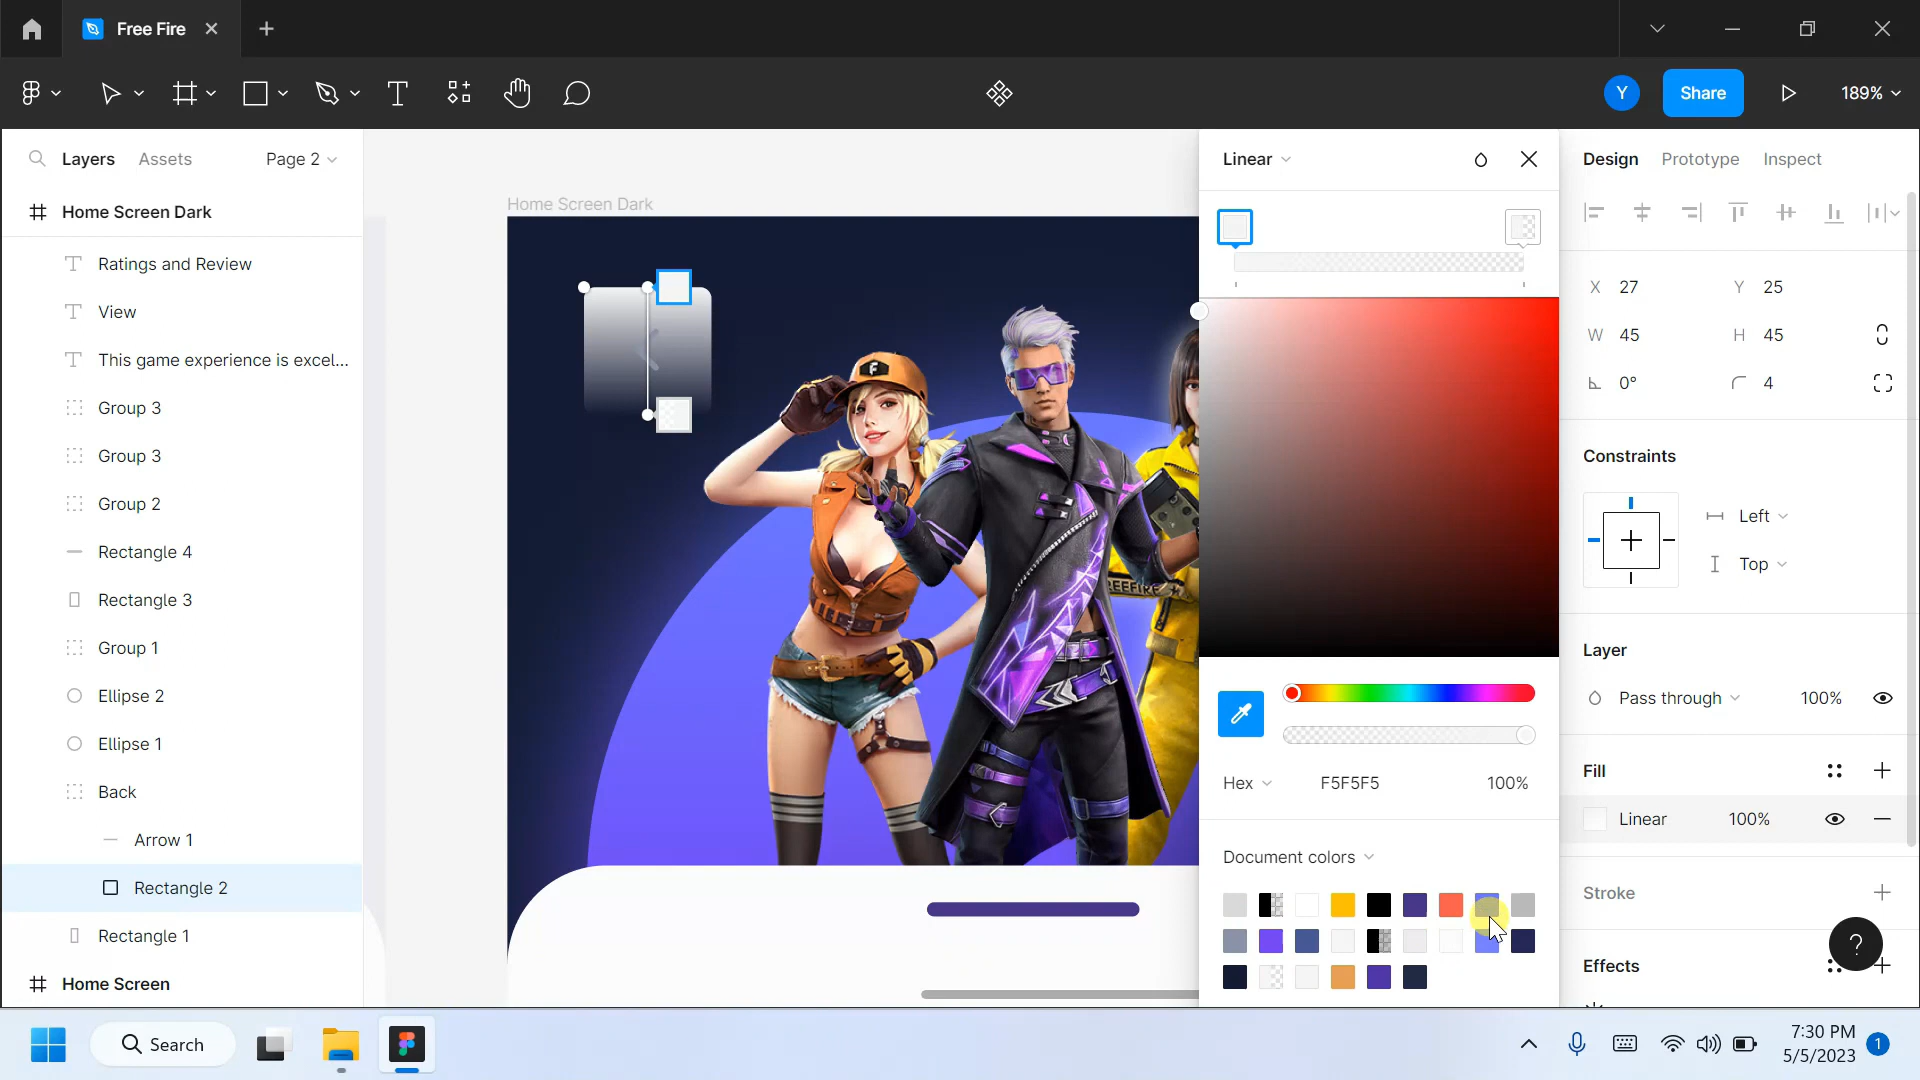 Free Fire
Y
Share
189%
Layers
Assets
Page 2
Home Screen Dark
Ratings and Review
View
This game experience is excel...
Group 3
Group 3
Group 2
Rectangle 4
Rectangle 3
Group 1
Ellipse 2
Ellipse 1
Back
Arrow 1
Rectangle 2
Rectangle 1
Home Screen
Home Screen Dark
F
FREEFIRE
Linear
Hex
F5F5F5
100%
Document colors
Design
Prototype
Inspect
X 27
Y 25
W 45
H 45
0°
4
Constraints
Left
Top
Layer
Pass through
100%
Fill
Linear
100%
Stroke
?
Effects
Search
7:30 PM
5/5/2023
1